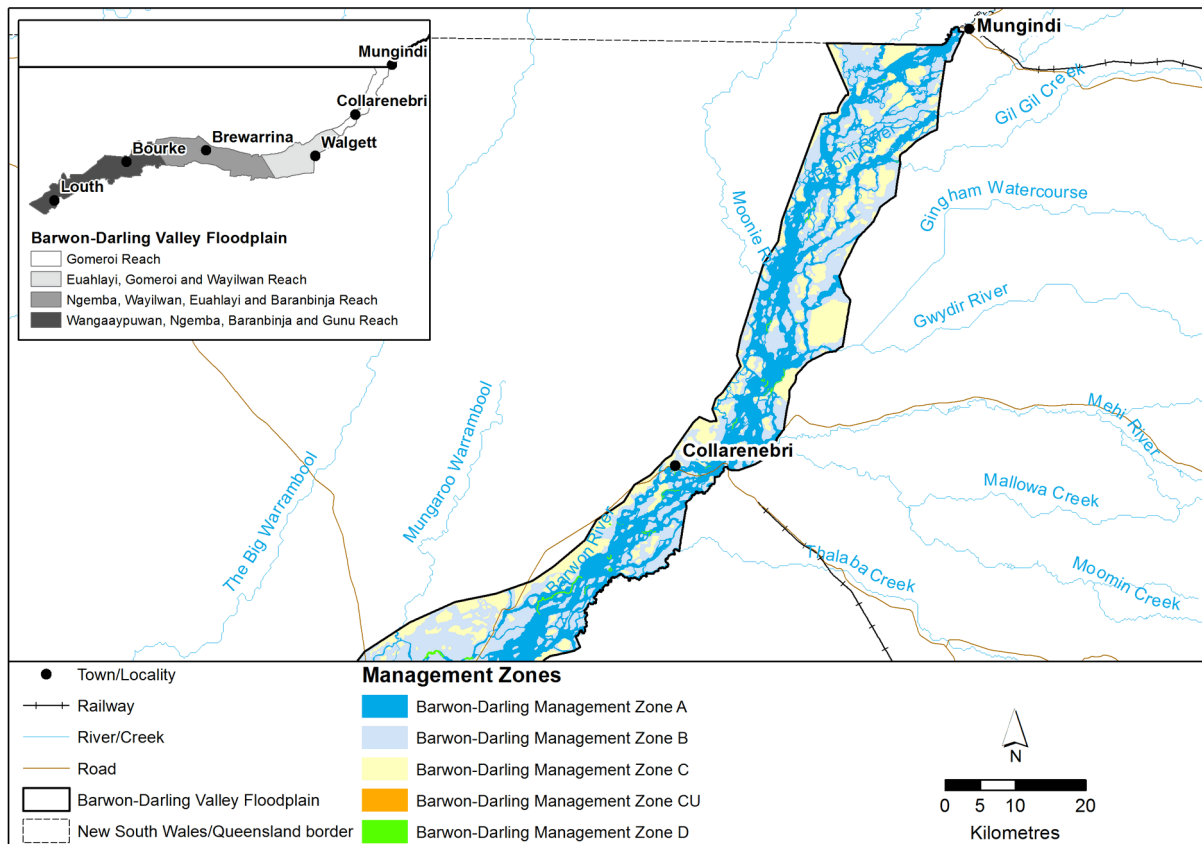 Mungindi
Collarenebri
Brewarrina
Bourke
Walgett
Louth
Barwon-Darling Valley Floodplain
Gomeroi Reach
Euahlayi, Gomeroi and Wayilwan Reach
Ngemba, Wayilwan, Euahlayi and Baranbinja Reach
Wangaaypuwan, Ngemba, Baranbinja and Gunu Reach
Mungindi
Gil Gil Creek
Boomi River
Gingham Watercourse
Moonie
Gwydir River
Mehi River
Collarenebri
Mallowa Creek
Mungaroo Warrambool
The Big Warrambool
Barwon River
Thalaba Creek
Moomin Creek
Town/Locality
Railway
River/Creek
Road
Barwon-Darling Valley Floodplain
New South Wales/Queensland border
Management Zones
Barwon-Darling Management Zone A
Barwon-Darling Management Zone B
Barwon-Darling Management Zone C
Barwon-Darling Management Zone CU
Barwon-Darling Management Zone D
N
0 5 10 20
Kilometres